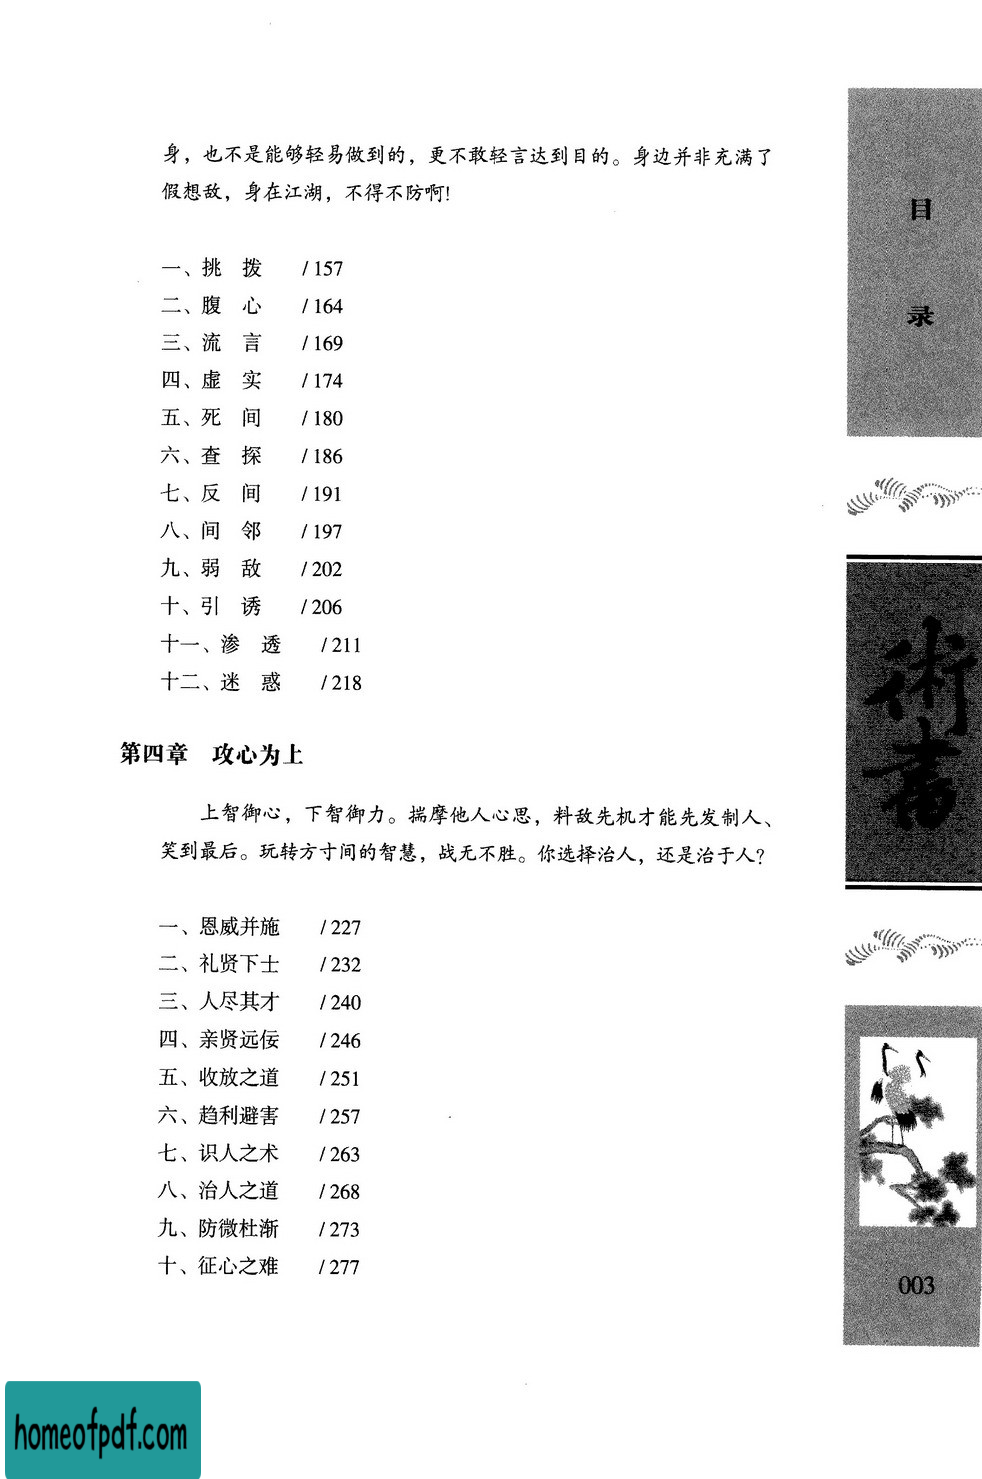 身，也不是能够轻易做到的，更不敢轻言达到目的。身边并非充满了
假想敌，身在江湖，不得不防啊!
一、挑　拨　/ 157
二、腹　心　/ 164
三、流　言　/ 169
四、虚　实　/ 174
五、死　间　/ 180
六、查　探　/ 186
七、反　间　/ 191
八、间　邻　/ 197
九、弱　敌　/ 202
十、引　诱　/ 206
十一、渗　透　/ 211
十二、迷　惑　/ 218
第四章　攻心为上
上智御心，下智御力。揣摩他人心思，料敌先机才能先发制人、
笑到最后。玩转方寸间的智慧，战无不胜。你选择治人，还是治于人?
一、恩威并施　/ 227
二、礼贤下士　/ 232
三、人尽其才　/ 240
四、亲贤远佞　/ 246
五、收放之道　/ 251
六、趋利避害　/ 257
七、识人之术　/ 263
八、治人之道　/ 268
九、防微杜渐　/ 273
十、征心之难　/ 277
目
录
術
書
003
homeofpdf.com